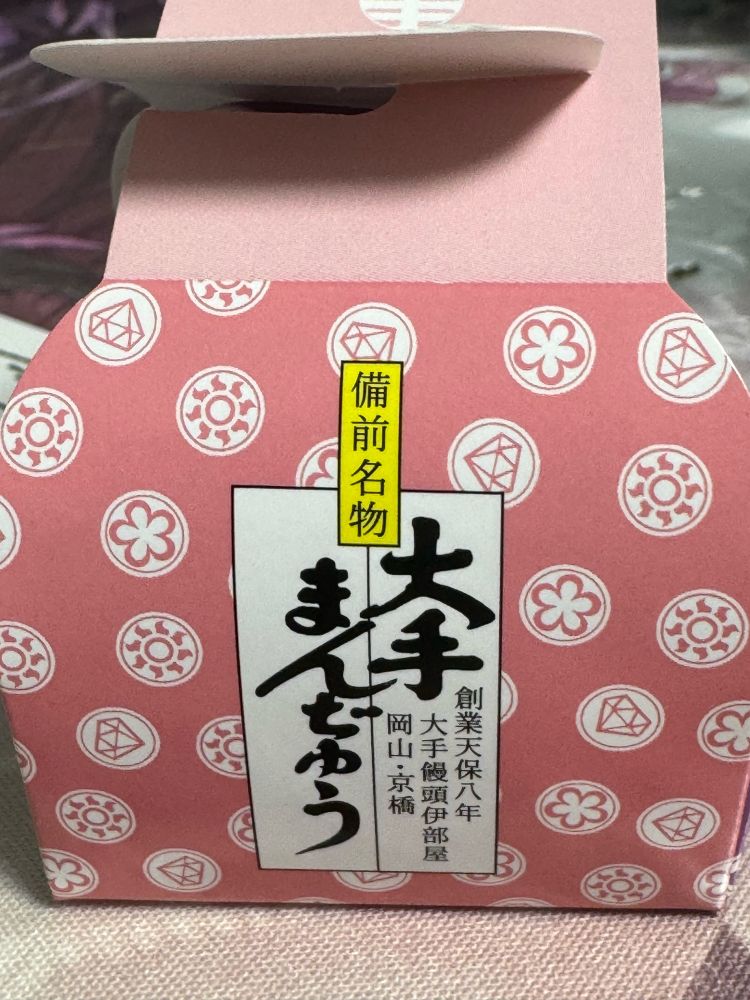 備前名物
大手
まんぢゅう
創業天保八年
大手饅頭伊部屋
岡山・京橋